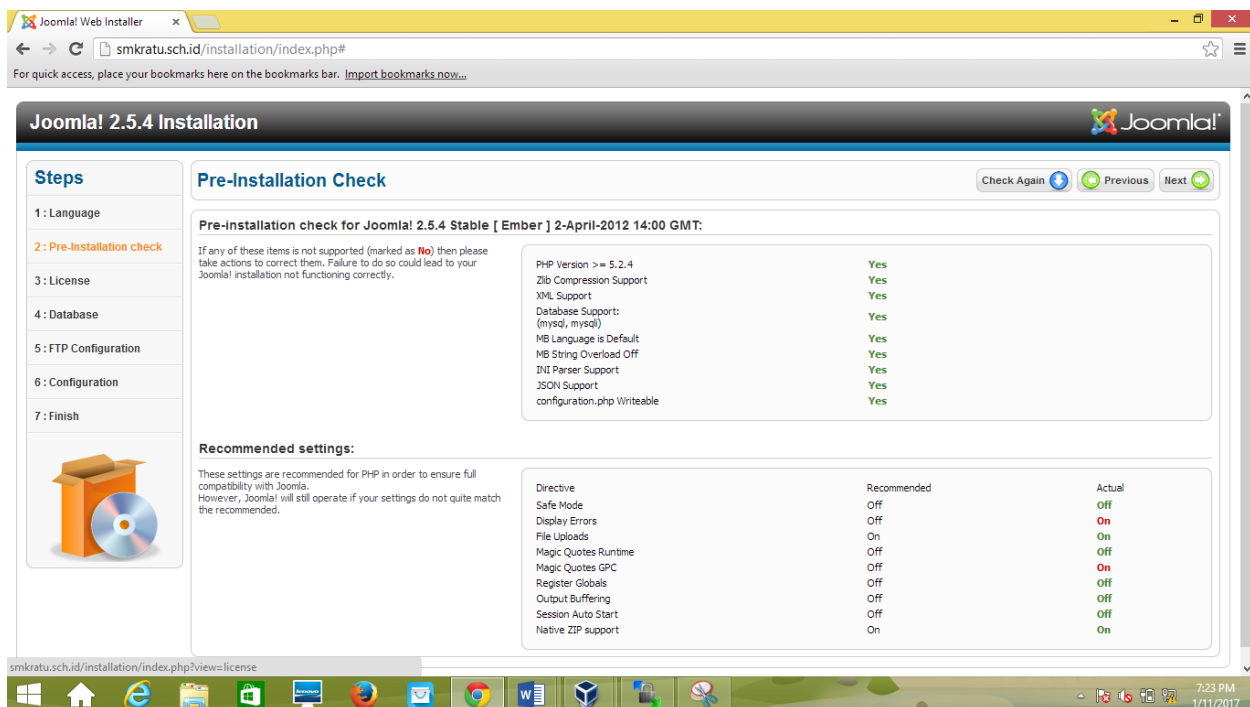 Joomla! Web Installer
smkratu.sch.id/installation/index.php#
For quick access, place your bookmarks here on the bookmarks bar. Import bookmarks now...
Joomla! 2.5.4 Installation
Joomla!
Steps
1 : Language
2 : Pre-Installation check
3 : License
4 : Database
5 : FTP Configuration
6 : Configuration
7 : Finish
Pre-Installation Check
Check Again
Previous
Next
Pre-installation check for Joomla! 2.5.4 Stable [ Ember ] 2-April-2012 14:00 GMT:
If any of these items is not supported (marked as No) then please
take actions to correct them. Failure to do so could lead to your
Joomla! installation not functioning correctly.
PHP Version >= 5.2.4 Yes
Zlib Compression Support Yes
XML Support Yes
Database Support:
(mysql, mysqli) Yes
MB Language is Default Yes
MB String Overload Off Yes
INI Parser Support Yes
JSON Support Yes
configuration.php Writeable Yes
Recommended settings:
These settings are recommended for PHP in order to ensure full
compatibility with Joomla.
However, Joomla! will still operate if your settings do not quite match
the recommended.
Directive Recommended Actual
Safe Mode Off Off
Display Errors Off On
File Uploads On On
Magic Quotes Runtime Off Off
Magic Quotes GPC Off On
Register Globals Off Off
Output Buffering Off Off
Session Auto Start Off Off
Native ZIP support On On
smkratu.sch.id/installation/index.php?view=license
lenovo
W
7:23 PM
1/11/2017